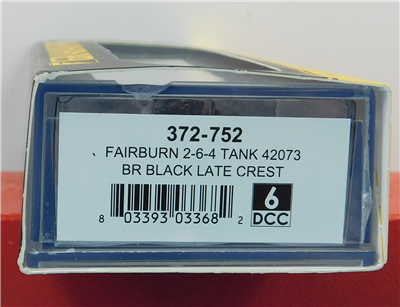 372-752
FAIRBURN 2-6-4 TANK 42073
BR BLACK LATE CREST
8 03393 03368 2
6
DCC